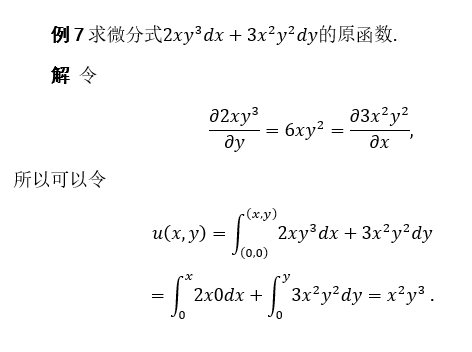 例 7 求微分式2xy³dx + 3x²y²dy的原函数.
解 令
∂2xy³/∂y = 6xy² = ∂3x²y²/∂x,
所以可以令
u(x,y) = ∫_(0,0)^(x,y) 2xy³dx + 3x²y²dy
= ∫_0^x 2x0dx + ∫_0^y 3x²y²dy = x²y³ .